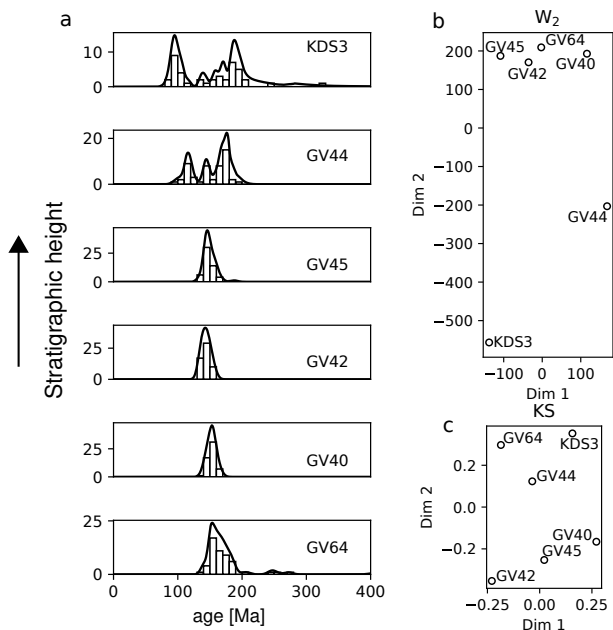 a
KDS3
10
0
GV44
20
0
GV45
25
0
GV42
25
0
GV40
25
0
GV64
25
0
0 100 200 300 400
age [Ma]
Stratigraphic height
b
W2
GV45 GV64
GV42 GV40
GV44
KDS3
200
100
0
−100
−200
−300
−400
−500
Dim 2
−100 0 100
Dim 1
c
KS
GV64
KDS3
GV44
GV40
GV45
GV42
0.2
0.0
−0.2
Dim 2
−0.25 0.00 0.25
Dim 1